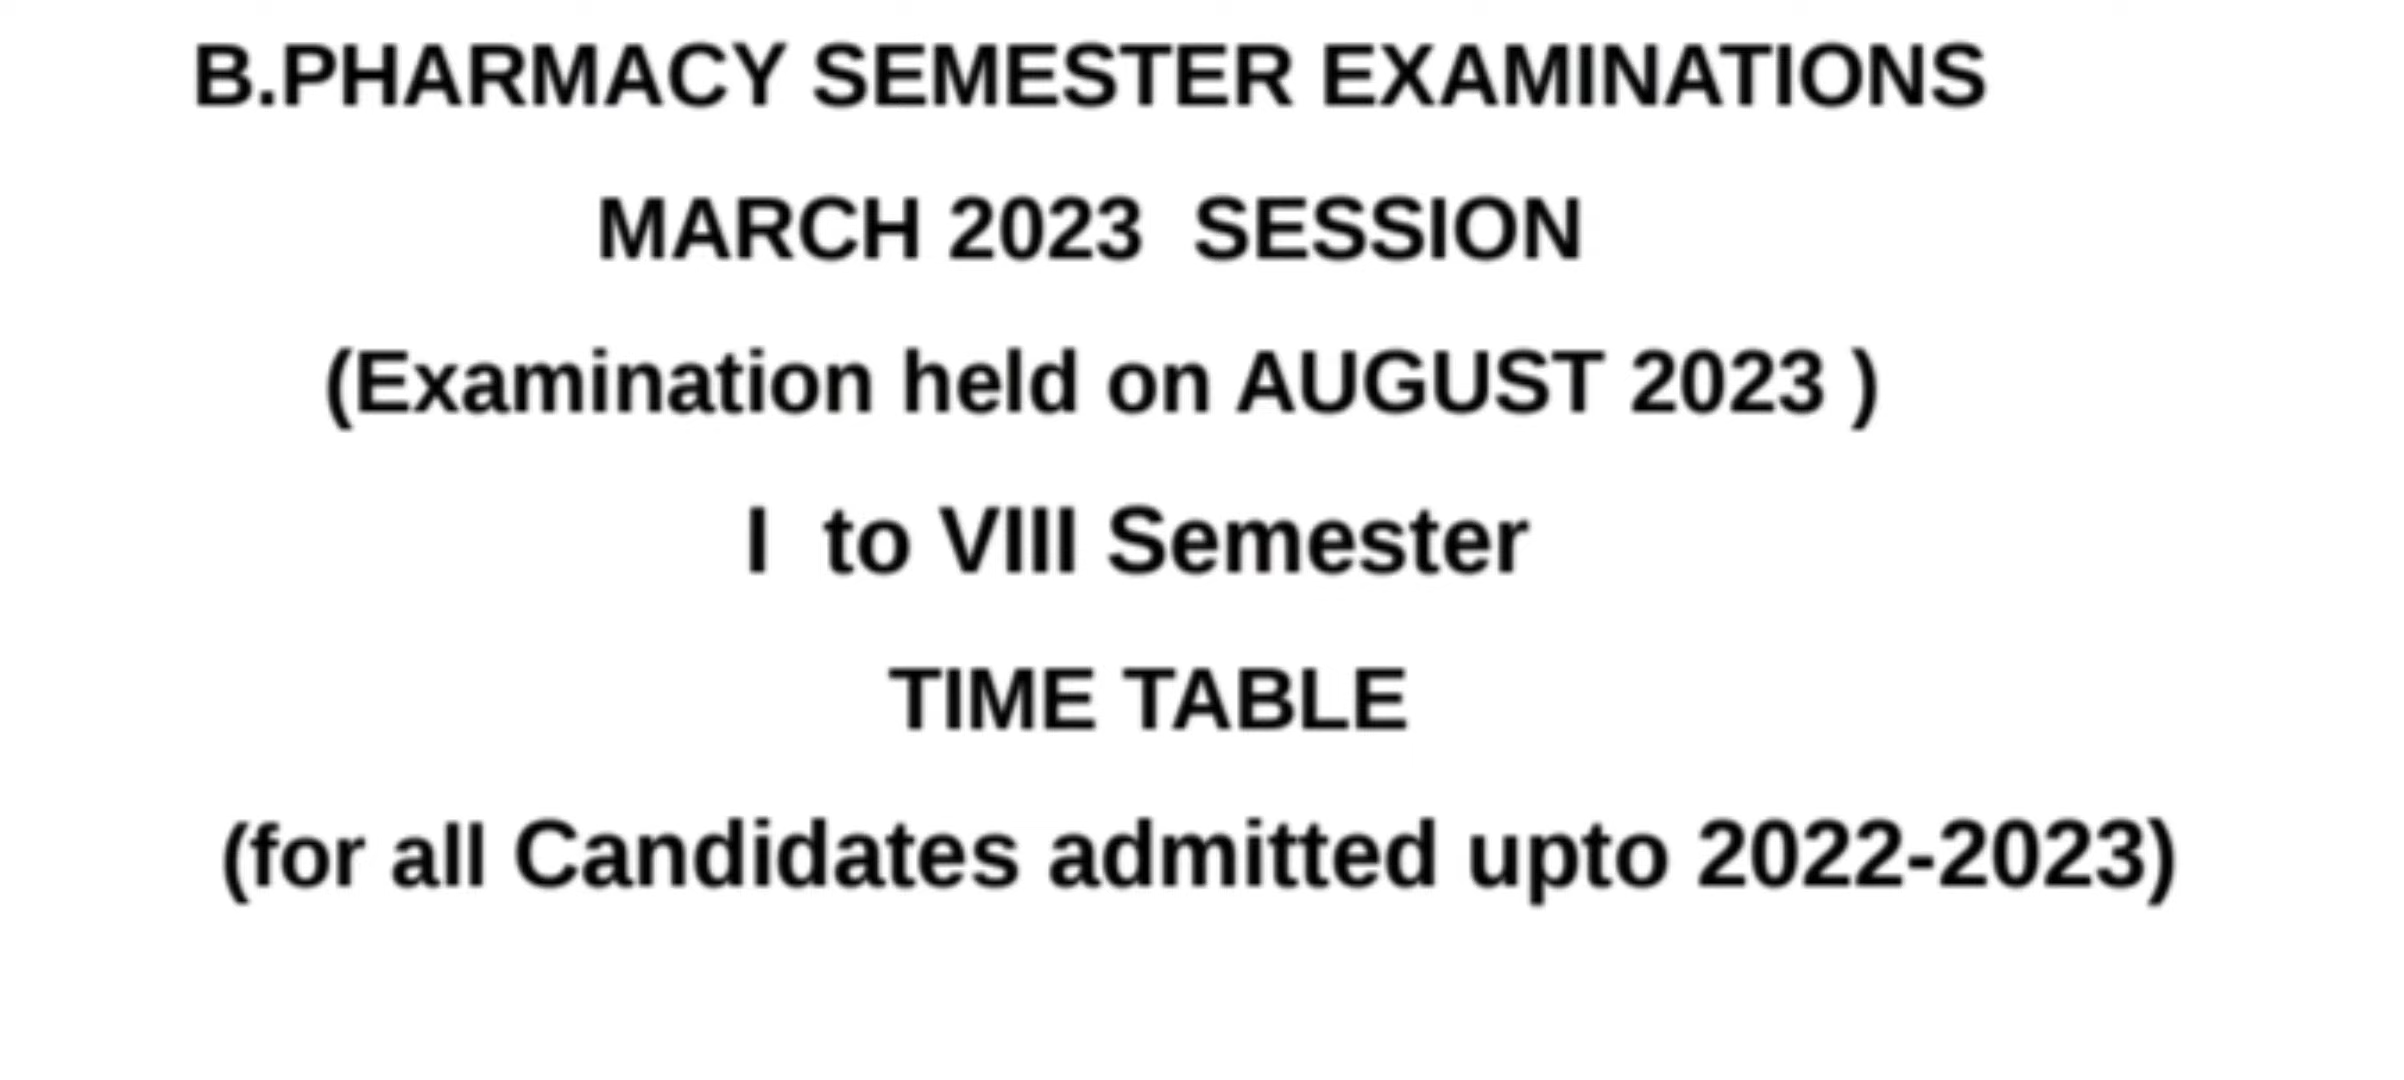 B.PHARMACY SEMESTER EXAMINATIONS
MARCH 2023  SESSION
(Examination held on AUGUST 2023 )
I  to VIII Semester
TIME TABLE
(for all Candidates admitted upto 2022-2023)